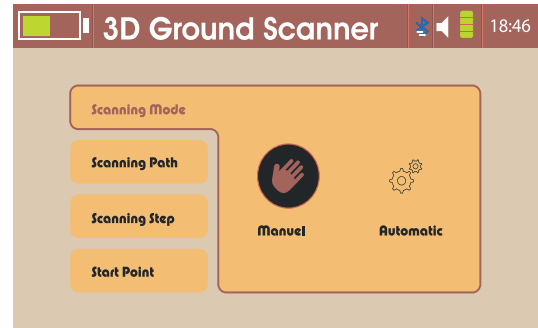 3D Ground Scanner
18:46
Scanning Mode
Scanning Path
Scanning Step
Start Point
Manuel
Automatic